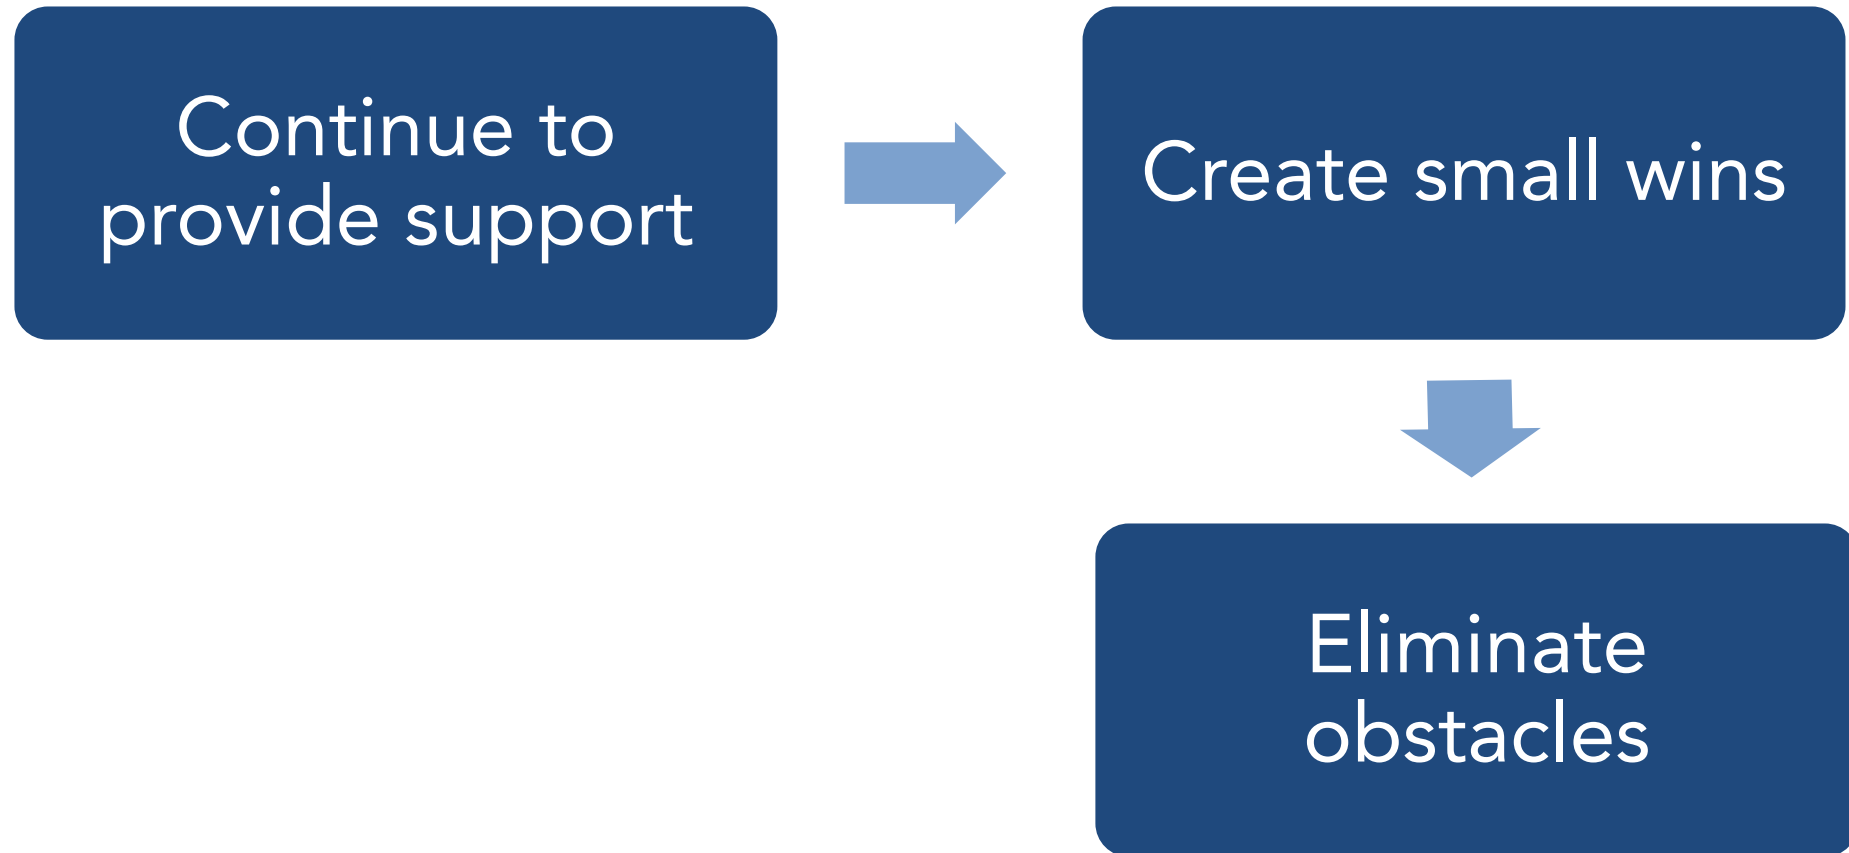 Continue to
provide support
Create small wins
Eliminate
obstacles